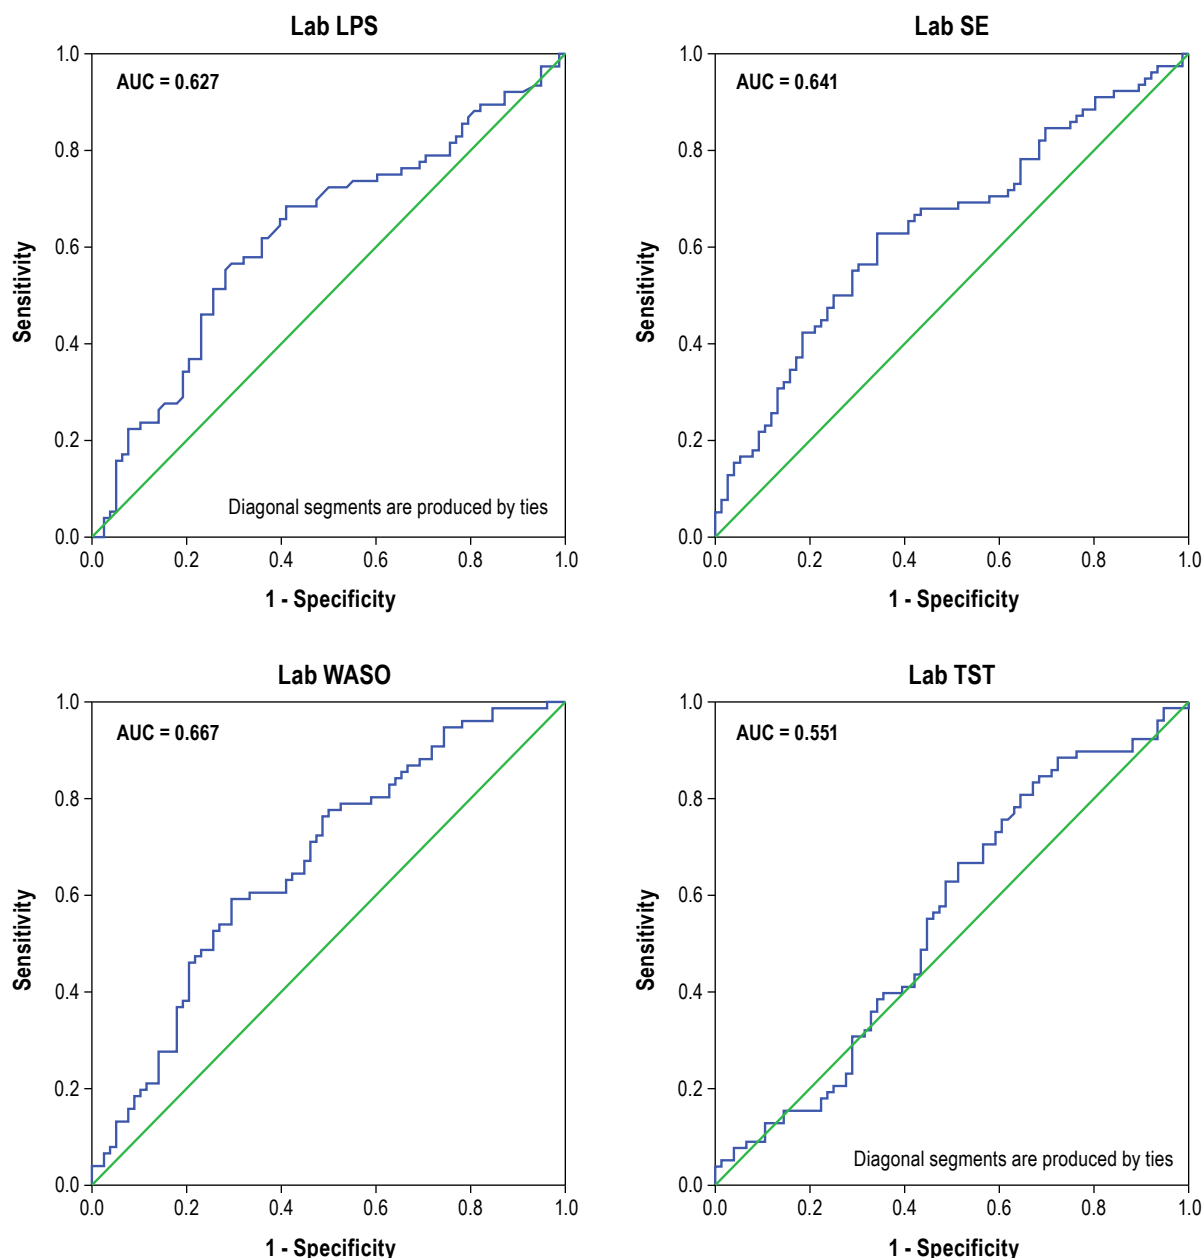 Lab LPS
AUC = 0.627
1.0
0.8
0.6
0.4
0.2
0.0
Sensitivity
Diagonal segments are produced by ties
0.0 0.2 0.4 0.6 0.8 1.0
1 - Specificity
Lab SE
AUC = 0.641
1.0
0.8
0.6
0.4
0.2
0.0
Sensitivity
0.0 0.2 0.4 0.6 0.8 1.0
1 - Specificity
Lab WASO
AUC = 0.667
1.0
0.8
0.6
0.4
0.2
0.0
Sensitivity
0.0 0.2 0.4 0.6 0.8 1.0
1 - Specificity
Lab TST
AUC = 0.551
1.0
0.8
0.6
0.4
0.2
0.0
Sensitivity
Diagonal segments are produced by ties
0.0 0.2 0.4 0.6 0.8 1.0
1 - Specificity